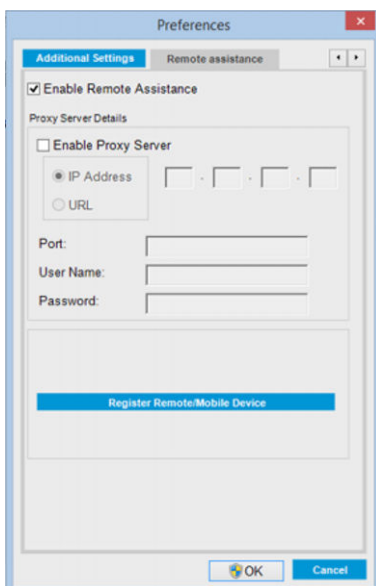 Preferences
Additional Settings
Remote assistance
Enable Remote Assistance
Proxy Server Details
Enable Proxy Server
IP Address
URL
Port:
User Name:
Password:
Register Remote/Mobile Device
OK
Cancel